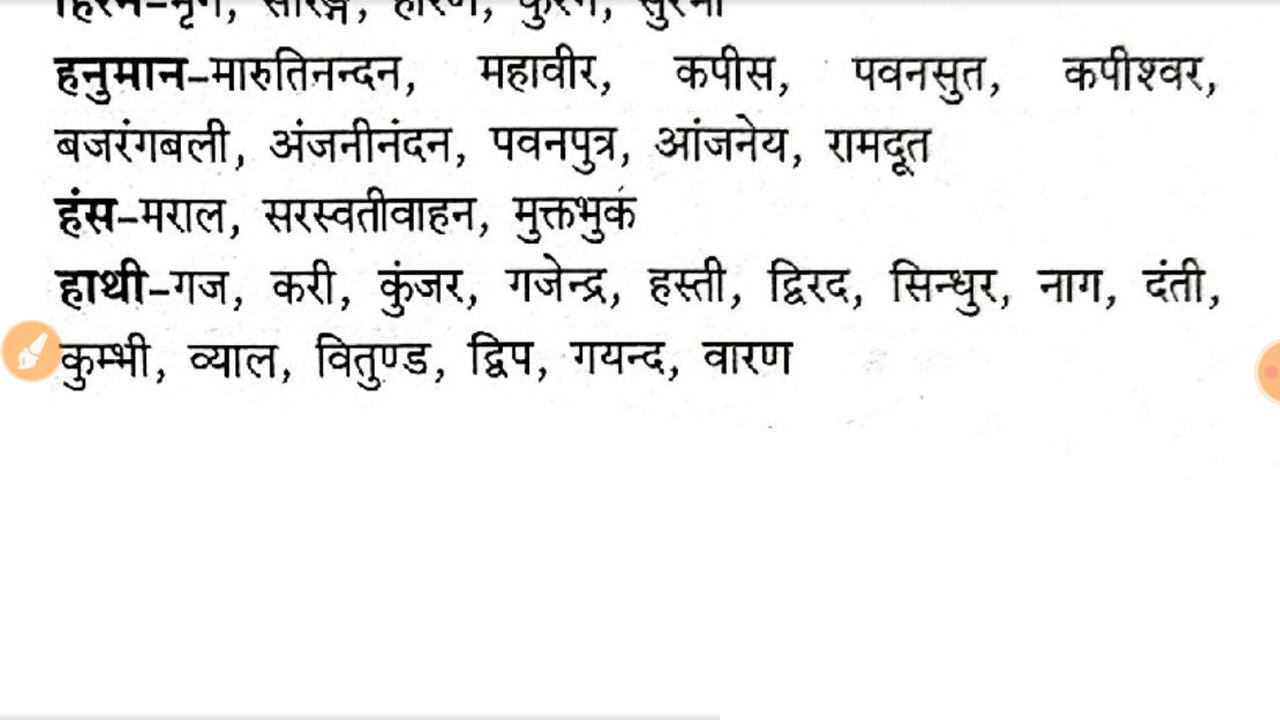 हनुमान–मारुतिनन्दन, महावीर, कपीस, पवनसुत, कपीश्वर,
बजरंगबली, अंजनीनंदन, पवनपुत्र, आंजनेय, रामदूत
हंस–मराल, सरस्वतीवाहन, मुक्तभुक
हाथी–गज, करी, कुंजर, गजेन्द्र, हस्ती, द्विरद, सिन्धुर, नाग, दंती,
कुम्भी, व्याल, वितुण्ड, द्विप, गयन्द, वारण